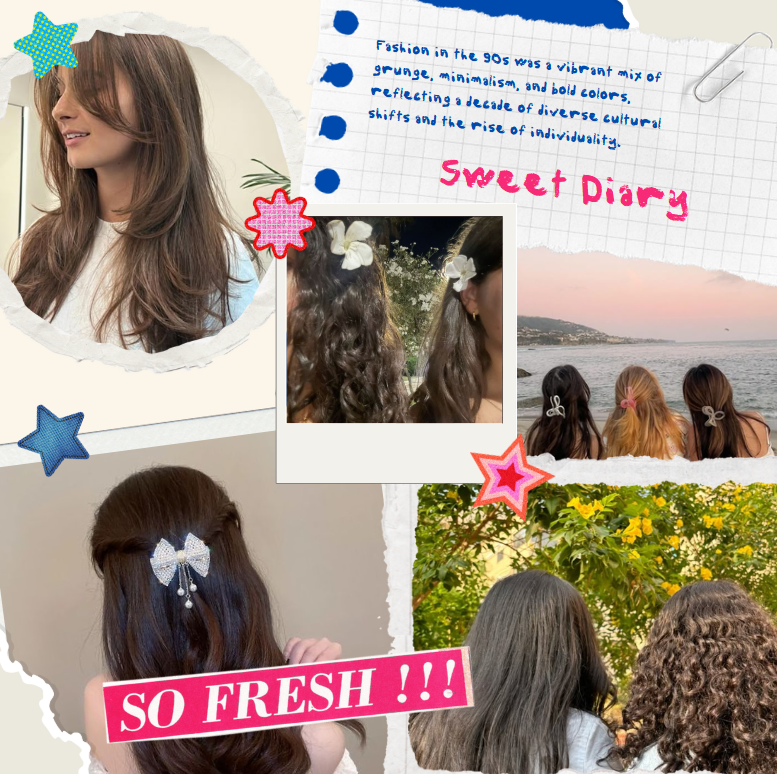 Fashion in the 90s was a vibrant mix of
grunge, minimalism, and bold colors,
reflecting a decade of diverse cultural
shifts and the rise of individuality.
Sweet Diary
SO FRESH !!!